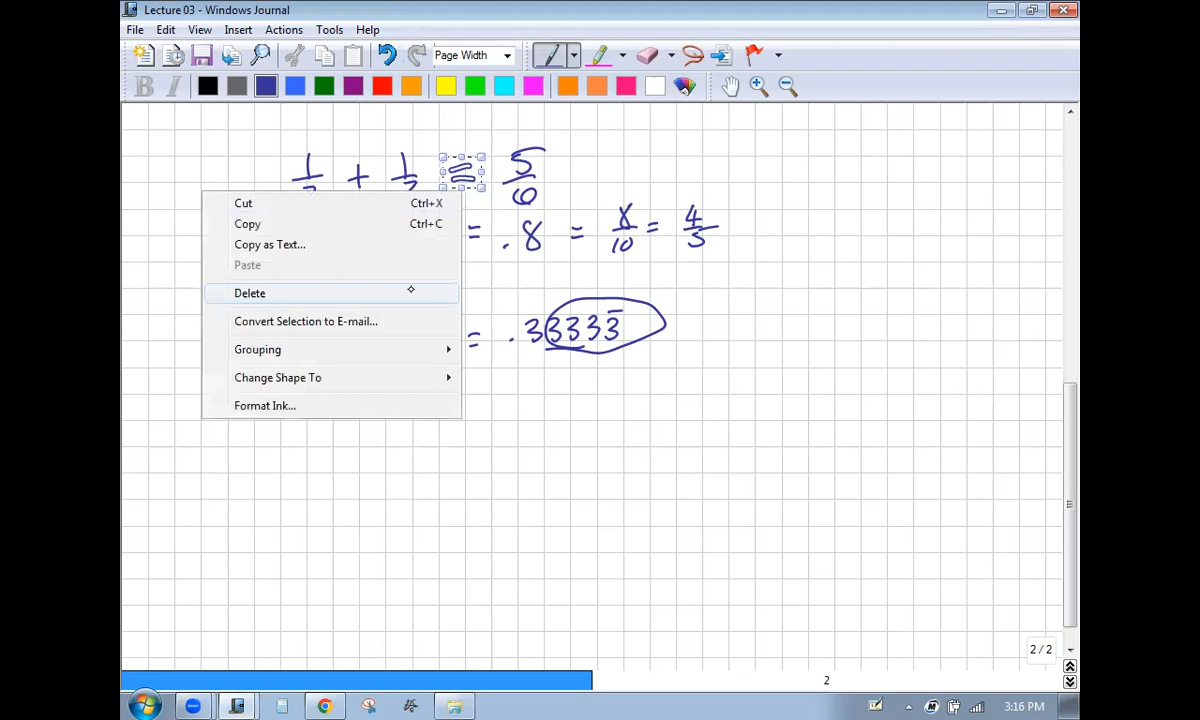 Lecture 03 - Windows Journal
File Edit View Insert Actions Tools Help
Page Width
B I
1 + 1 = 5/6
= .8 = 8/10 = 4/5
Cut Ctrl+X
Copy Ctrl+C
Copy as Text...
Paste
Delete
Convert Selection to E-mail...
= .33333̅
Grouping
Change Shape To
Format Ink...
2 / 2
2
3:16 PM